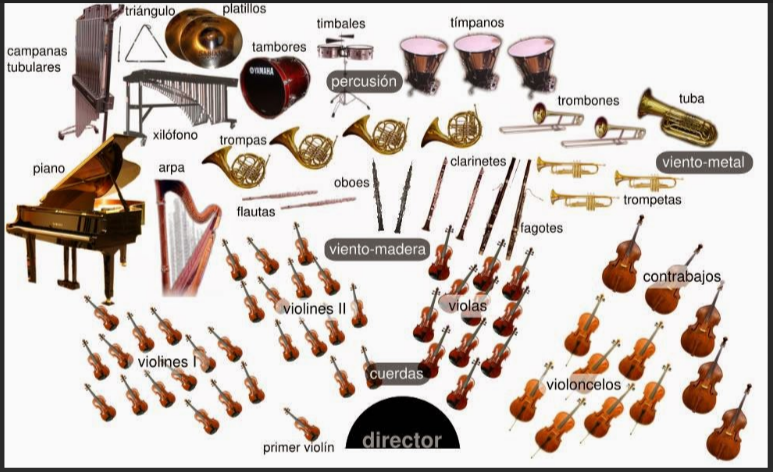 triángulo
platillos
timbales
tímpanos
campanas
tubulares
tambores
YAMAHA
percusión
trombones
tuba
xilófono
trompas
viento-metal
piano
arpa
clarinetes
oboes
trompetas
flautas
fagotes
viento-madera
contrabajos
violines II
violas
violines I
cuerdas
violoncelos
primer violín
director